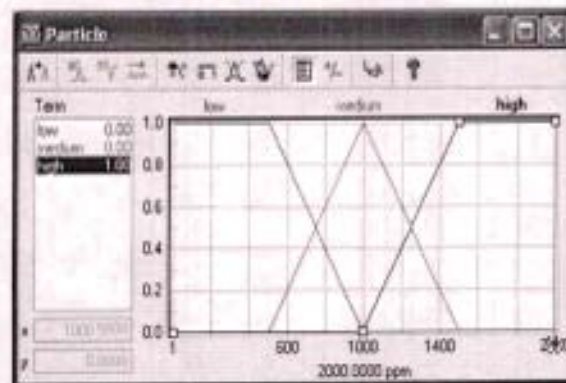 Particle
Term
low medium high
low 0.00
medium 0.00
high 1.00
1.0
0.8
0.6
0.4
0.2
0.0
1 600 1000 1400
2000.0000 ppm
x
y